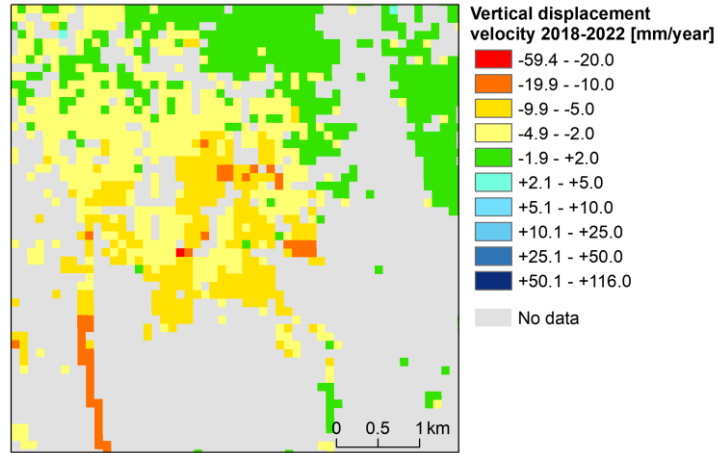 Vertical displacement
velocity 2018-2022 [mm/year]
-59.4 - -20.0
-19.9 - -10.0
-9.9 - -5.0
-4.9 - -2.0
-1.9 - +2.0
+2.1 - +5.0
+5.1 - +10.0
+10.1 - +25.0
+25.1 - +50.0
+50.1 - +116.0
No data
0 0.5 1 km